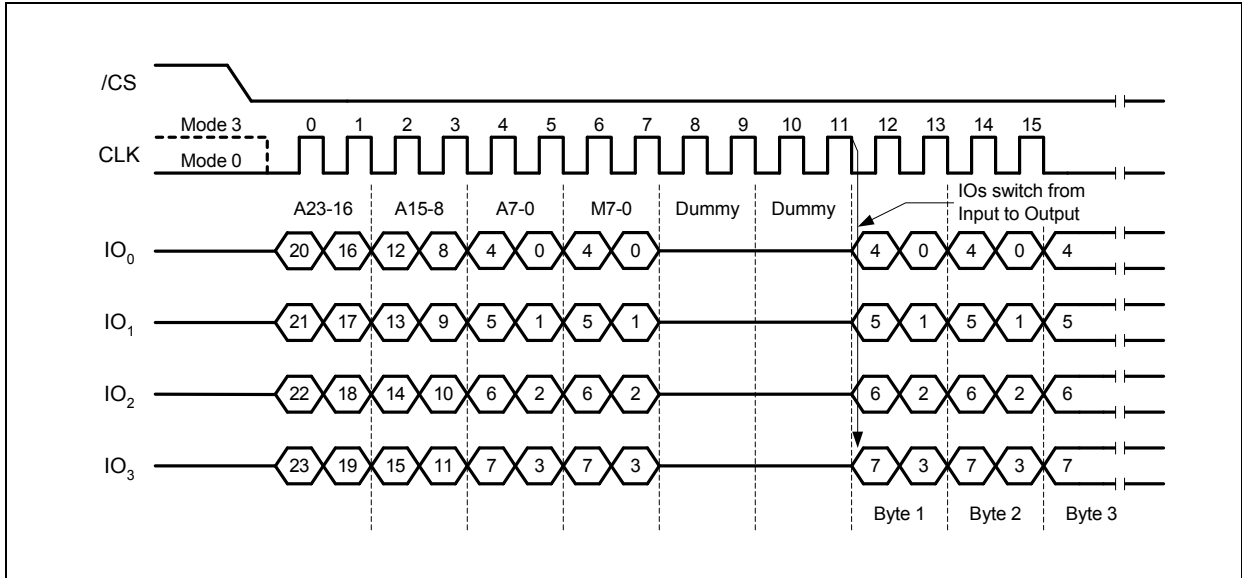 /CS
Mode 3 0 1 2 3 4 5 6 7 8 9 10 11 12 13 14 15
CLK
Mode 0
IOs switch from
A23-16 A15-8 A7-0 M7-0 Dummy Dummy
Input to Output
IO0 20 16 12 8 4 0 4 0 4 0 4 0 4
IO1 21 17 13 9 5 1 5 1 5 1 5 1 5
IO2 22 18 14 10 6 2 6 2 6 2 6 2 6
IO3 23 19 15 11 7 3 7 3 7 3 7 3 7
Byte 1 Byte 2 Byte 3